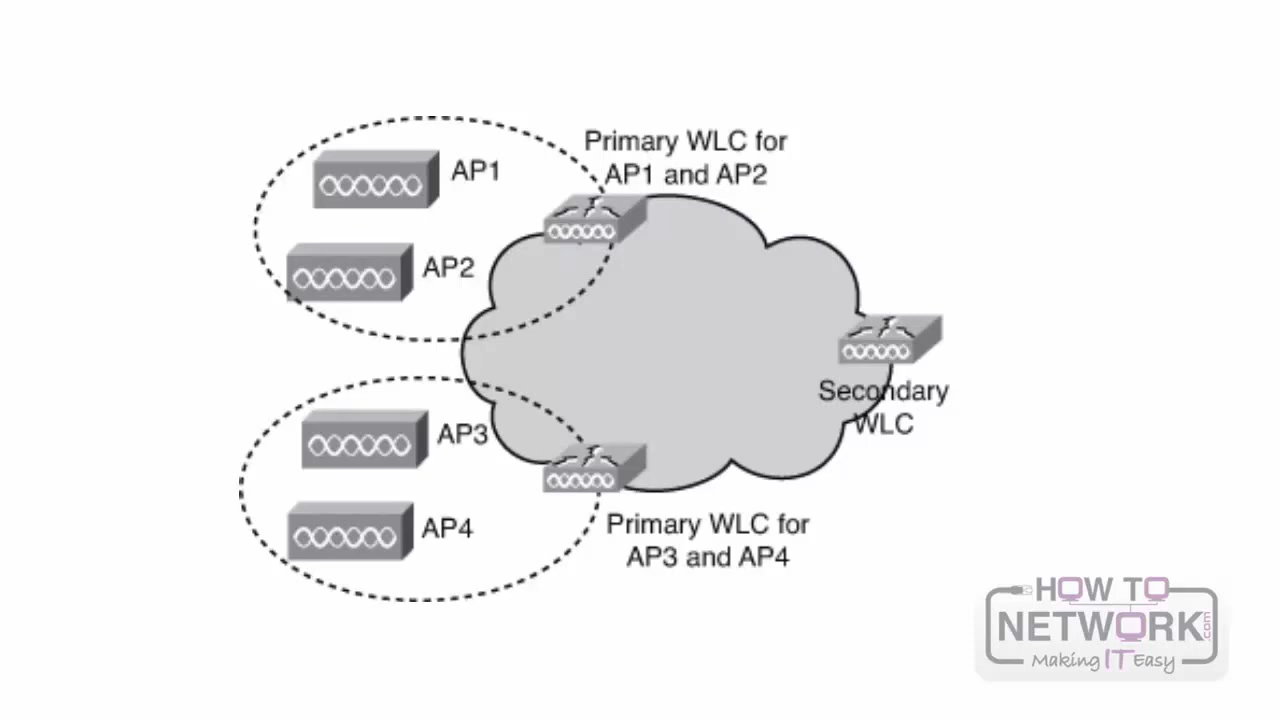 AP1
Primary WLC for
AP1 and AP2
AP2
Secondary
WLC
AP3
AP4
Primary WLC for
AP3 and AP4
HOW TO
NETWORK.com
Making IT Easy